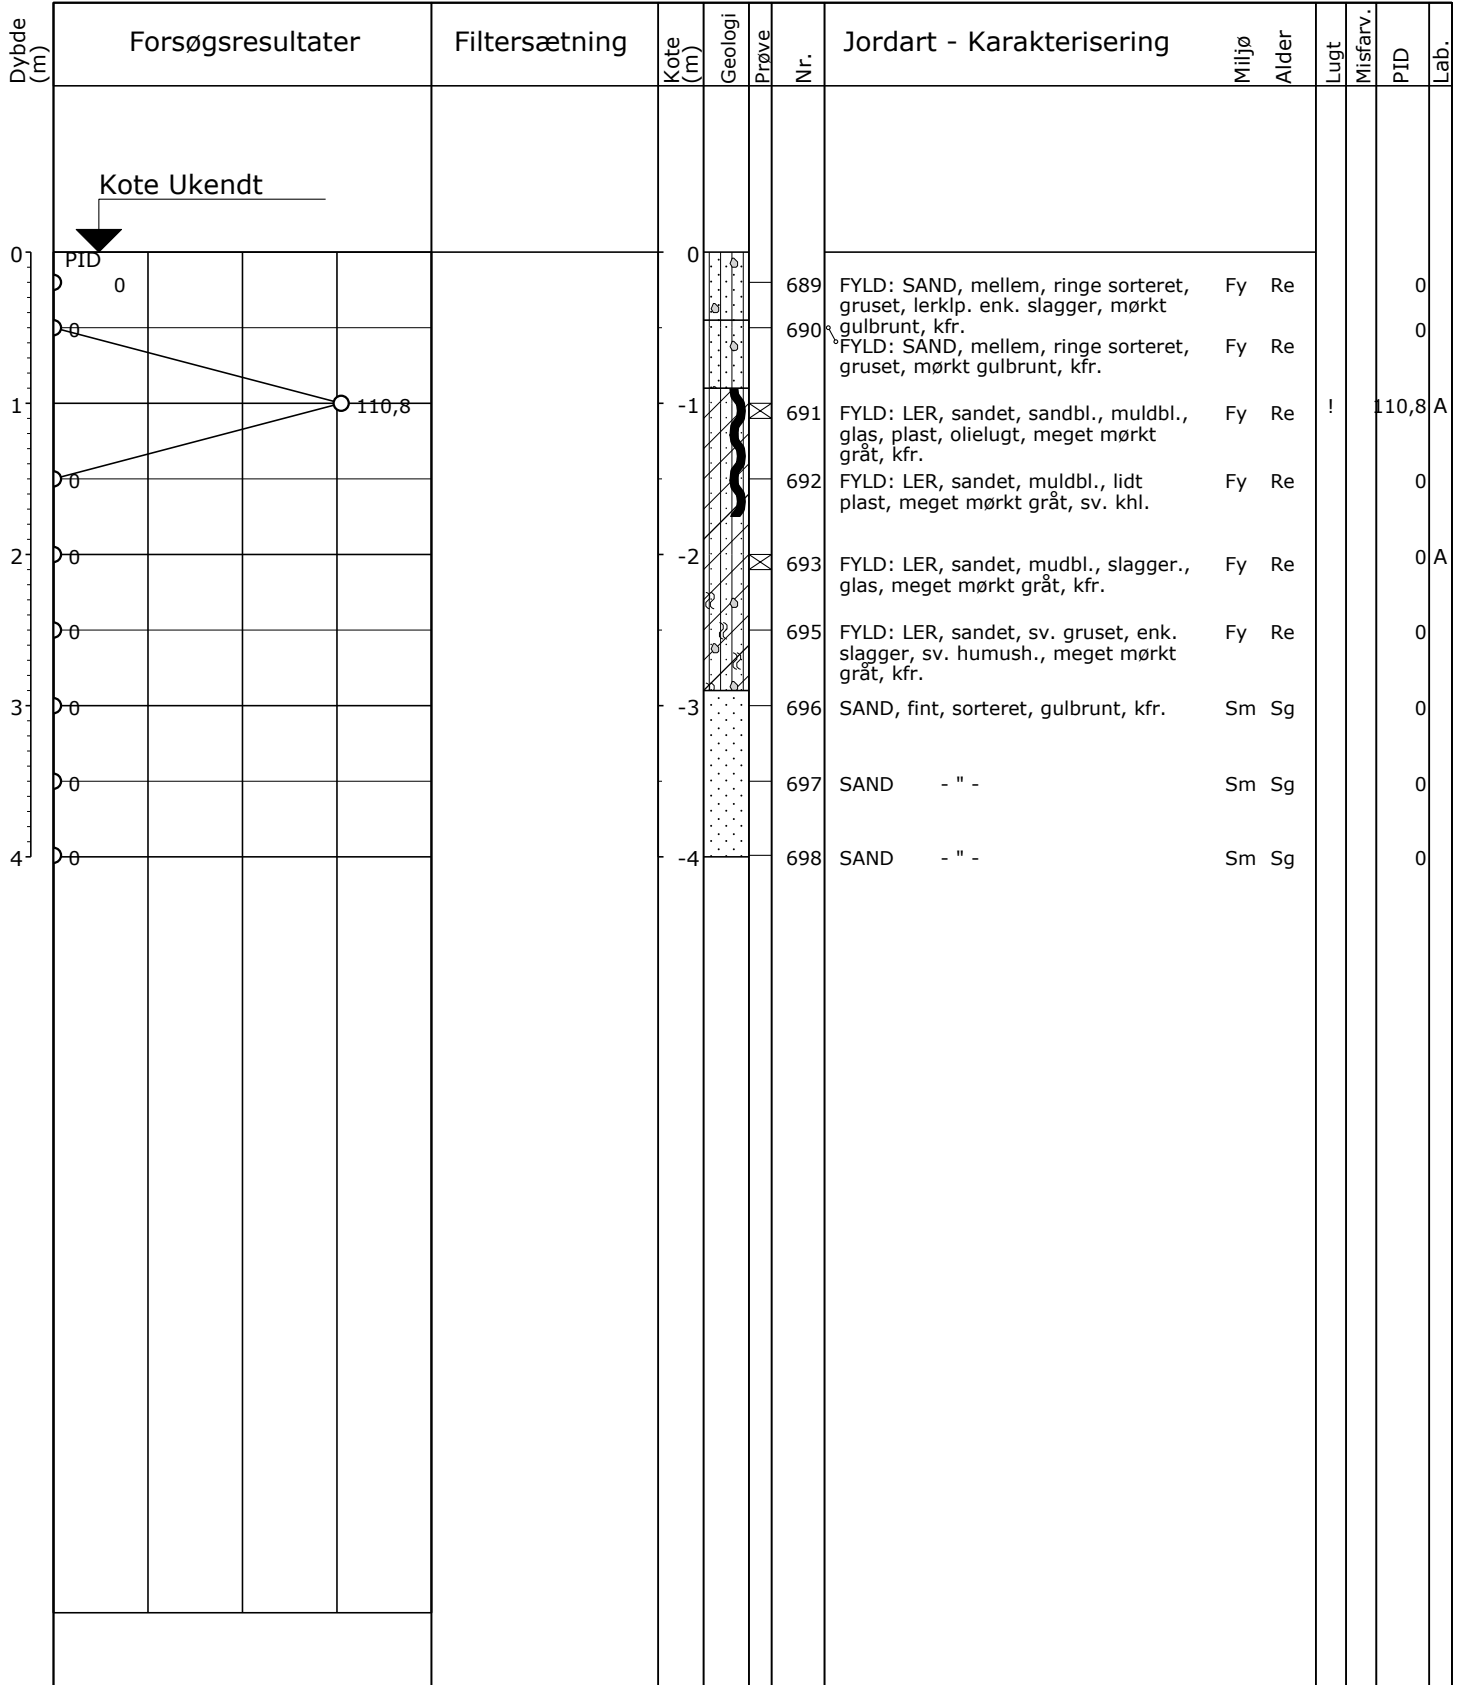 Dybde (m)
Forsøgsresultater
Filtersætning
Kote (m)
Geologi
Prøve
Nr.
Jordart - Karakterisering
Miljø
Alder
Lugt
Misfarv.
PID
Lab.
Kote Ukendt
0
PID
0
0
689
FYLD: SAND, mellem, ringe sorteret,
gruset, lerklp. enk. slagger, mørkt
gulbrunt, kfr.
Fy
Re
0
0
690
FYLD: SAND, mellem, ringe sorteret,
gruset, mørkt gulbrunt, kfr.
Fy
Re
0
1
110,8
-1
691
FYLD: LER, sandet, sandbl., muldbl.,
glas, plast, olielugt, meget mørkt
gråt, kfr.
Fy
Re
!
110,8
A
0
692
FYLD: LER, sandet, muldbl., lidt
plast, meget mørkt gråt, sv. khl.
Fy
Re
0
2
0
-2
693
FYLD: LER, sandet, mudbl., slagger.,
glas, meget mørkt gråt, kfr.
Fy
Re
0
A
0
695
FYLD: LER, sandet, sv. gruset, enk.
slagger, sv. humush., meget mørkt
gråt, kfr.
Fy
Re
0
3
0
-3
696
SAND, fint, sorteret, gulbrunt, kfr.
Sm
Sg
0
0
697
SAND - " -
Sm
Sg
0
4
0
-4
698
SAND - " -
Sm
Sg
0